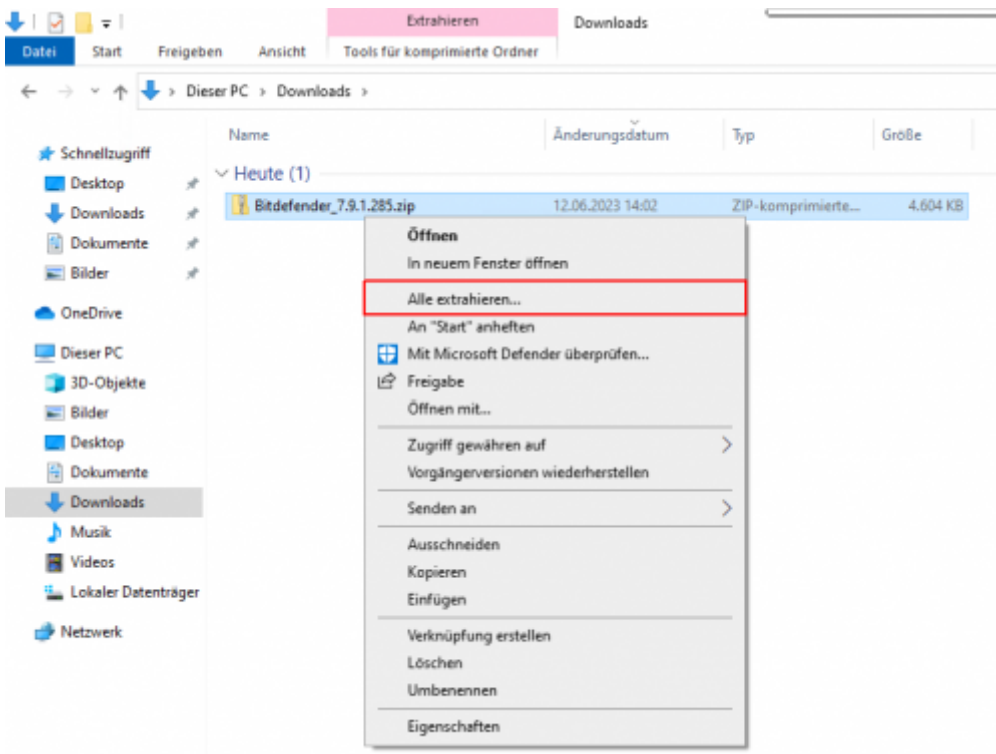 Extrahieren Downloads
Datei Start Freigeben Ansicht Tools für komprimierte Ordner
Dieser PC Downloads
Name Änderungsdatum Typ Größe
Schnellzugriff
Desktop
Downloads
Dokumente
Bilder
OneDrive
Dieser PC
3D-Objekte
Bilder
Desktop
Dokumente
Downloads
Musik
Videos
Lokaler Datenträger
Netzwerk
Heute (1)
Bitdefender_7.9.1.285.zip 12.06.2023 14:02 ZIP-komprimierte... 4.604 KB
Öffnen
In neuem Fenster öffnen
Alle extrahieren...
An "Start" anheften
Mit Microsoft Defender überprüfen...
Freigabe
Öffnen mit...
Zugriff gewähren auf
Vorgängerversionen wiederherstellen
Senden an
Ausschneiden
Kopieren
Einfügen
Verknüpfung erstellen
Löschen
Umbenennen
Eigenschaften